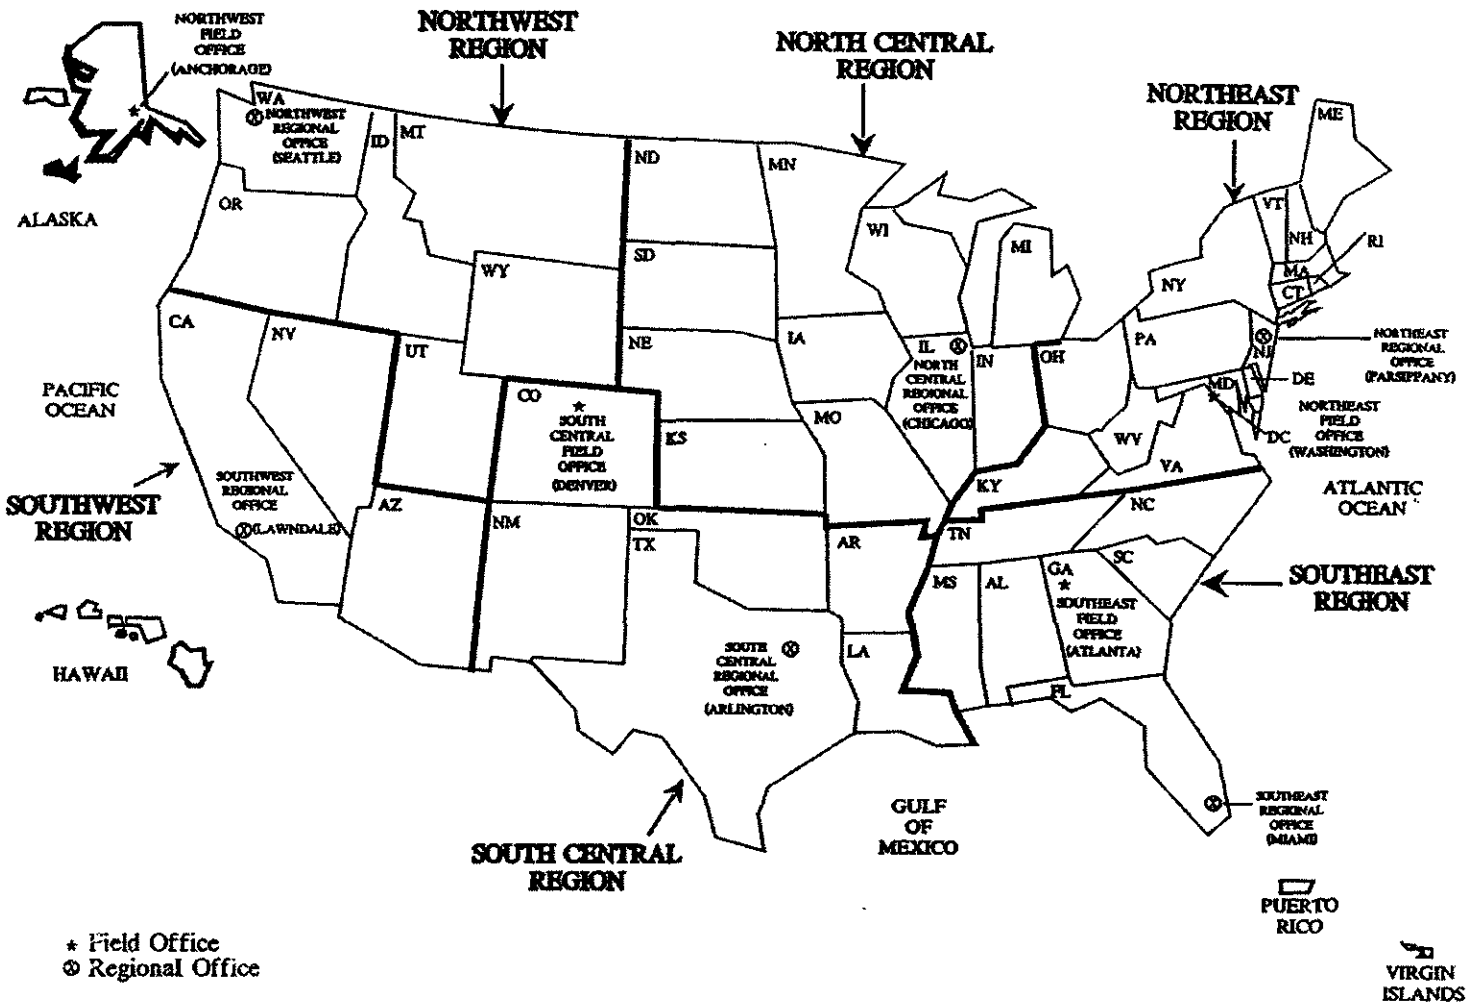 NORTHWEST
FIELD
OFFICE
(ANCHORAGE)
NORTHWEST
REGION
NORTH CENTRAL
REGION
NORTHEAST
REGION
ALASKA
WA
NORTHWEST
REGIONAL
OFFICE
(SEATTLE)
ID
MT
ND
MN
ME
OR
WI
MI
VT
NH
RI
MA
CT
NY
WY
SD
CA
NV
UT
NE
IA
IL
NORTH
CENTRAL
REGIONAL
OFFICE
(CHICAGO)
IN
OH
PA
NJ
NORTHEAST
REGIONAL
OFFICE
(PARSIPPANY)
PACIFIC
OCEAN
CO
SOUTH
CENTRAL
FIELD
OFFICE
(DENVER)
MD
DE
DC
NORTHEAST
FIELD
OFFICE
(WASHINGTON)
KS
MO
WV
VA
KY
ATLANTIC
OCEAN
SOUTHWEST
REGION
SOUTHWEST
REGIONAL
OFFICE
(LAWNDALE)
AZ
NM
OK
TX
AR
TN
NC
SC
MS
AL
GA
SOUTHEAST
FIELD
OFFICE
(ATLANTA)
SOUTHEAST
REGION
HAWAII
SOUTH
CENTRAL
REGIONAL
OFFICE
(ARLINGTON)
LA
FL
SOUTH CENTRAL
REGION
GULF
OF
MEXICO
SOUTHEAST
REGIONAL
OFFICE
(MIAMI)
PUERTO
RICO
VIRGIN
ISLANDS
Field Office
Regional Office